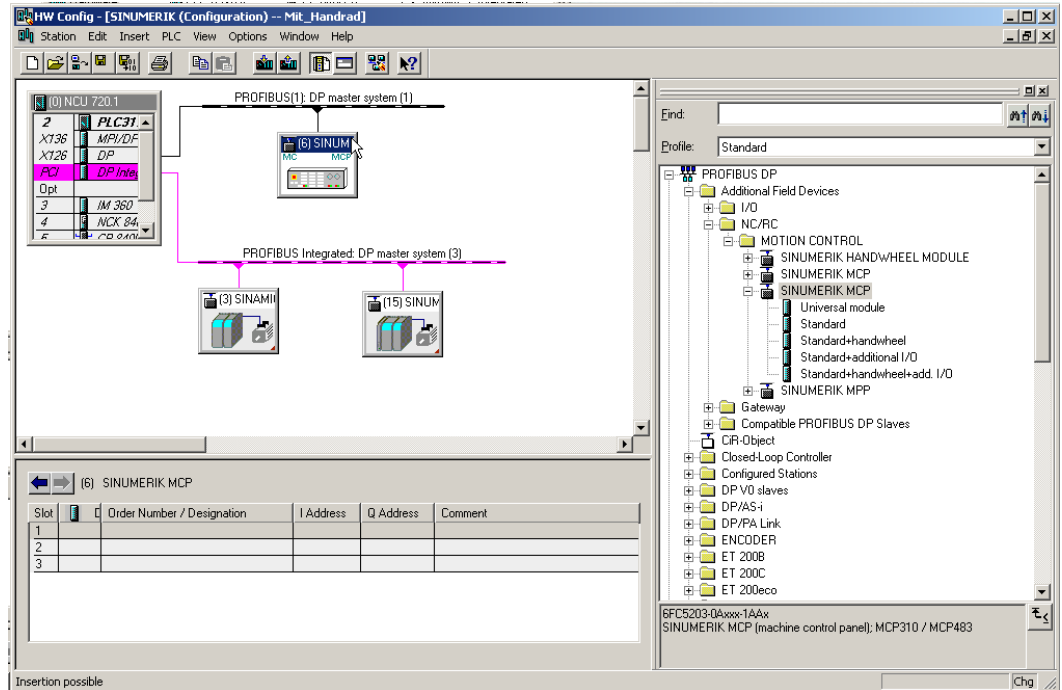 HW Config - [SINUMERIK (Configuration) -- Mit_Handrad]
Station Edit Insert PLC View Options Window Help
(0) NCU 720.1
2 PLC31
X136 MPI/DP
X126 DP
PCI DP Integ
Opt
3 IM 360
4 NCK 84
PROFIBUS(1): DP master system (1)
(6) SINUM
MC MCP
PROFIBUS Integrated: DP master system (3)
(3) SINAMI
(15) SINUM
Find:
Profile: Standard
PROFIBUS DP
Additional Field Devices
I/O
NC/RC
MOTION CONTROL
SINUMERIK HANDWHEEL MODULE
SINUMERIK MCP
SINUMERIK MCP
Universal module
Standard
Standard+handwheel
Standard+additional I/O
Standard+handwheel+add. I/O
SINUMERIK MPP
Gateway
Compatible PROFIBUS DP Slaves
CiR-Object
Closed-Loop Controller
Configured Stations
DP V0 slaves
DP/AS-i
DP/PA Link
ENCODER
ET 200B
ET 200C
ET 200eco
6FC5203-0Axxx-1AAx
SINUMERIK MCP (machine control panel); MCP310 / MCP483
(6) SINUMERIK MCP
Slot D Order Number / Designation I Address Q Address Comment
1
2
3
Insertion possible
Chg